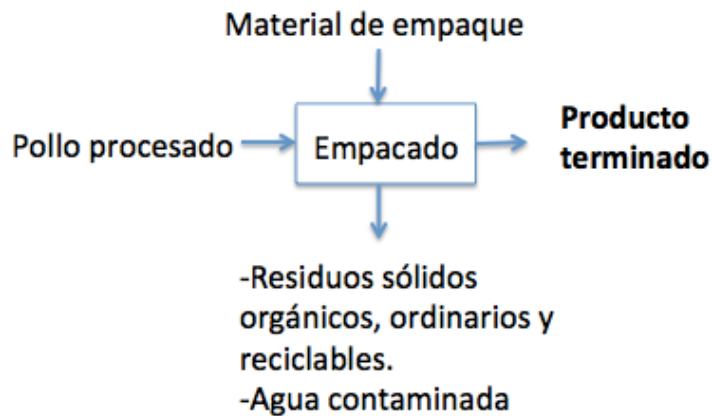 Material de empaque
Pollo procesado
Empacado
Producto
terminado
-Residuos sólidos
orgánicos, ordinarios y
reciclables.
-Agua contaminada